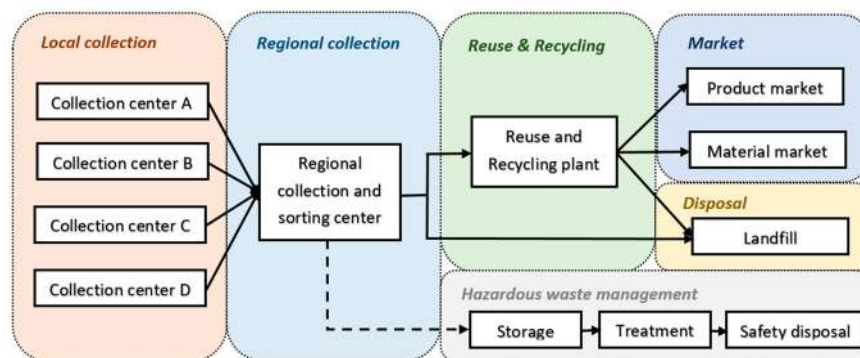 Local collection
Collection center A
Collection center B
Collection center C
Collection center D
Regional collection
Regional
collection and
sorting center
Reuse & Recycling
Reuse and
Recycling plant
Market
Product market
Material market
Disposal
Landfill
Hazardous waste management
Storage
Treatment
Safety disposal